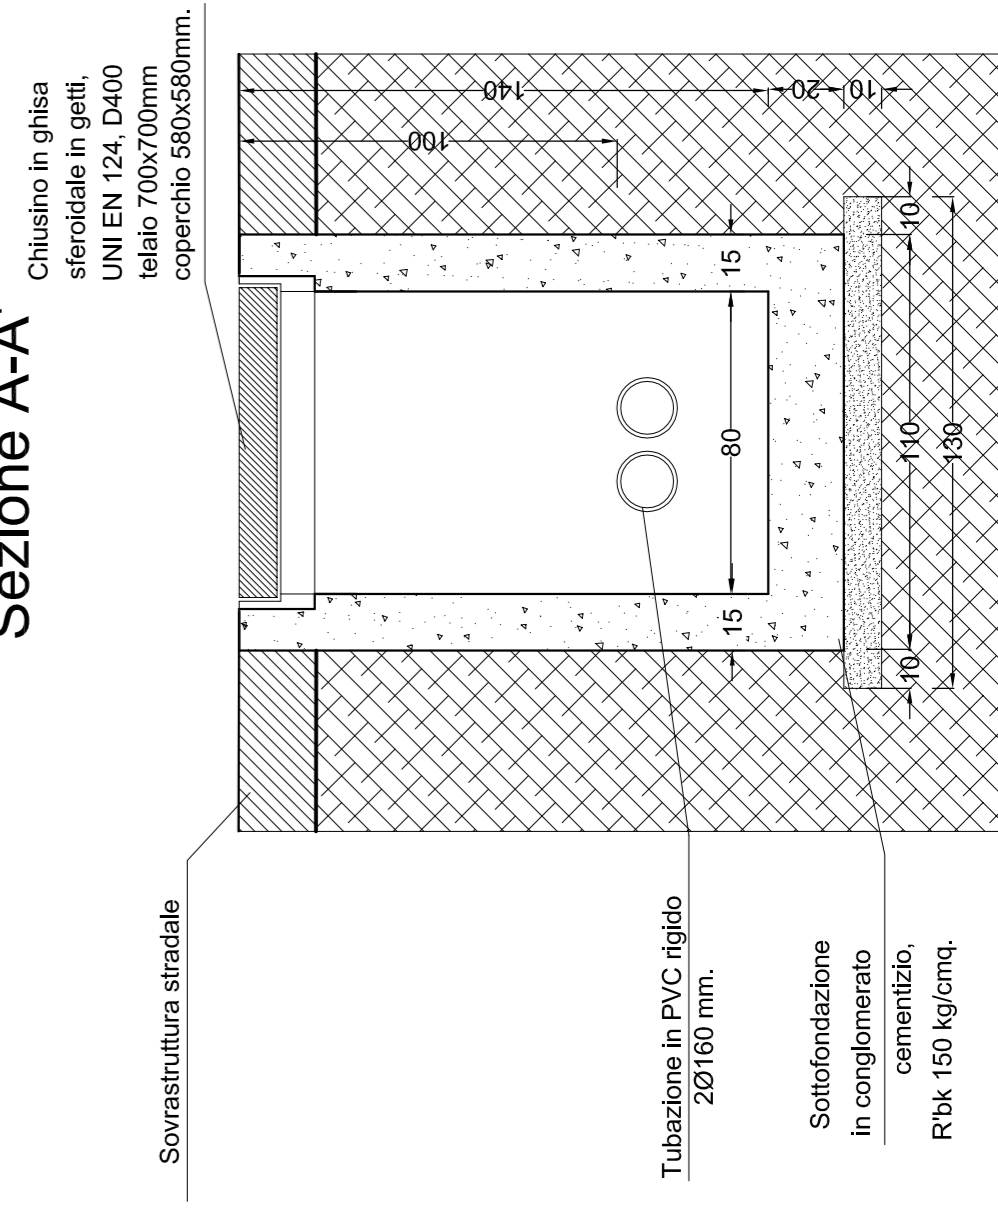 Sezione A-A'
Chiusino in ghisa
sferoidale in getti,
UNI EN 124, D400
telaio 700x700mm
coperchio 580x580mm.
Sovrastruttura stradale
140
100
20
10
15
80
15
10
110
10
130
Tubazione in PVC rigido
2Ø160 mm.
Sottofondazione
in conglomerato
cementizio,
R'bk 150 kg/cmq.